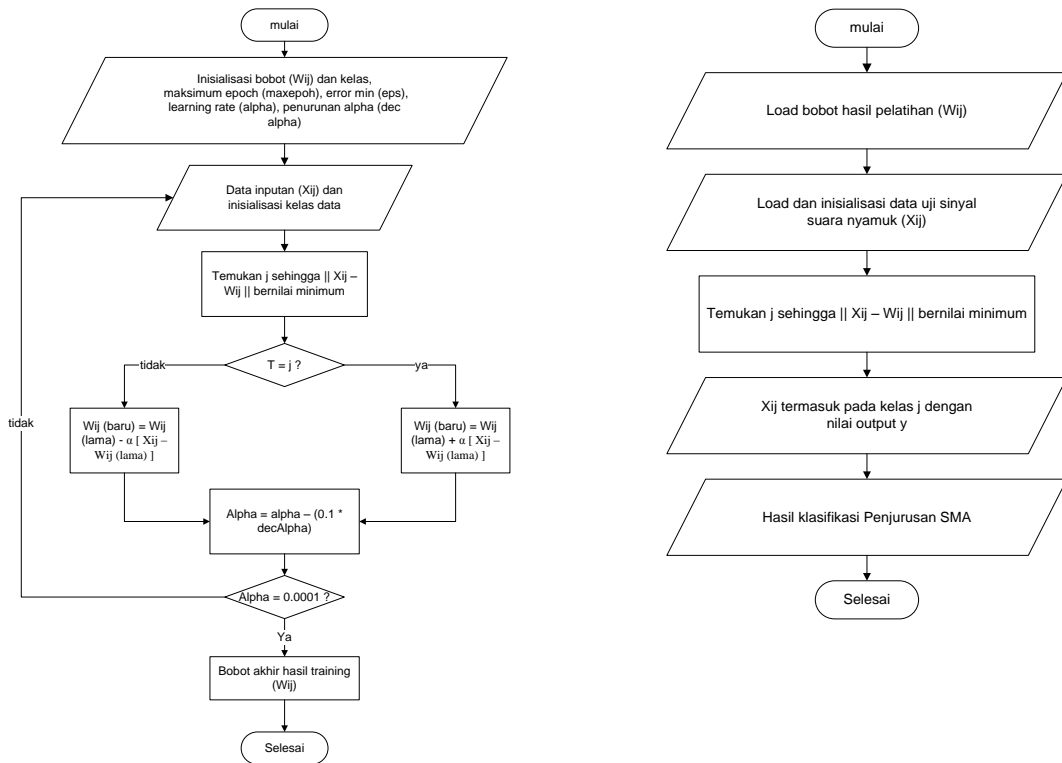 mulai
Inisialisasi bobot (Wij) dan kelas,
maksimum epoch (maxepoh), error min (eps),
learning rate (alpha), penurunan alpha (dec
alpha)
Data inputan (Xij) dan
inisialisasi kelas data
Temukan j sehingga || Xij –
Wij || bernilai minimum
T = j ?
tidak
ya
tidak
Wij (baru) = Wij
(lama) - α [ Xij –
Wij (lama) ]
Wij (baru) = Wij
(lama) + α [ Xij –
Wij (lama) ]
Alpha = alpha – (0.1 *
decAlpha)
Alpha = 0.0001 ?
Ya
Bobot akhir hasil training
(Wij)
Selesai
mulai
Load bobot hasil pelatihan (Wij)
Load dan inisialisasi data uji sinyal
suara nyamuk (Xij)
Temukan j sehingga || Xij – Wij || bernilai minimum
Xij termasuk pada kelas j dengan
nilai output y
Hasil klasifikasi Penjurusan SMA
Selesai